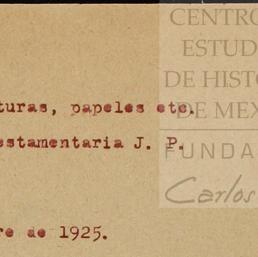 CENTRO
ESTUD
DE HISTO
DE MEX
FUNDA
Carlos
turas, papeles etc.
estamentaria J. P.
re de 1925.